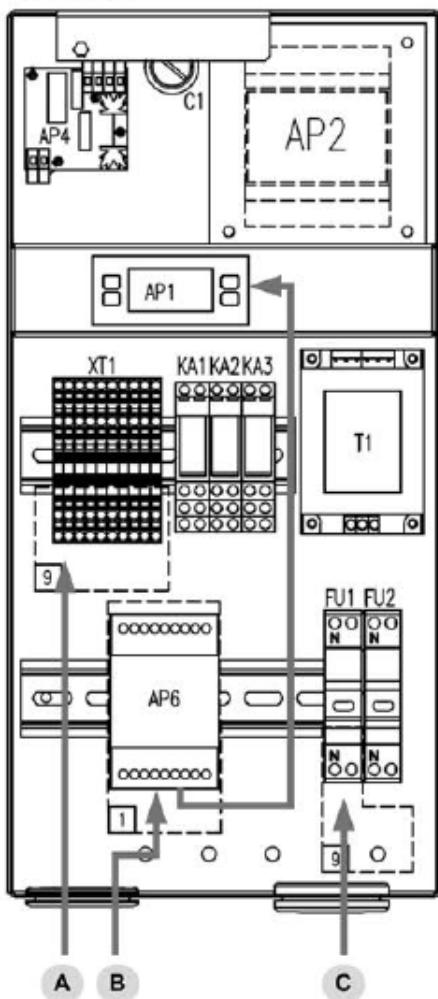 C1
AP4
AP2
AP1
XT1
KA1 KA2 KA3
T1
9
FU1 FU2
N N
AP6
N N
1
9
A B C